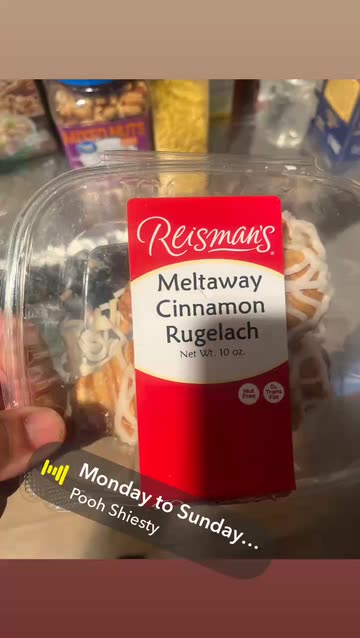 MIXED NUTS
Reisman's®
Meltaway
Cinnamon
Rugelach
Net Wt. 10 oz.
Nut
Free
0g
Trans
Fat
Monday to Sunday...
Pooh Shiesty